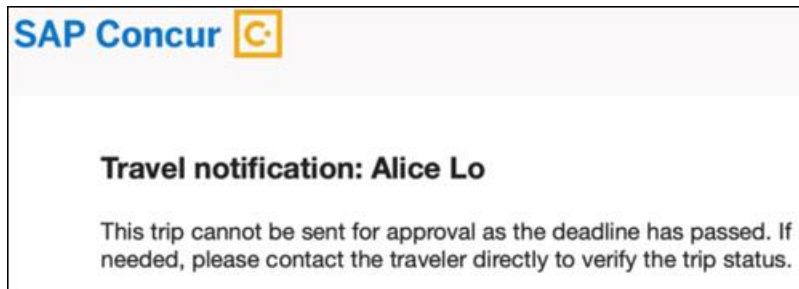 SAP Concur C
Travel notification: Alice Lo
This trip cannot be sent for approval as the deadline has passed. If
needed, please contact the traveler directly to verify the trip status.